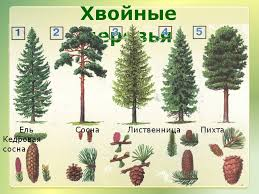 Хвойные
деревья
1 2 3 4 5
Ель Сосна Лиственница Пихта
Кедровая
сосна